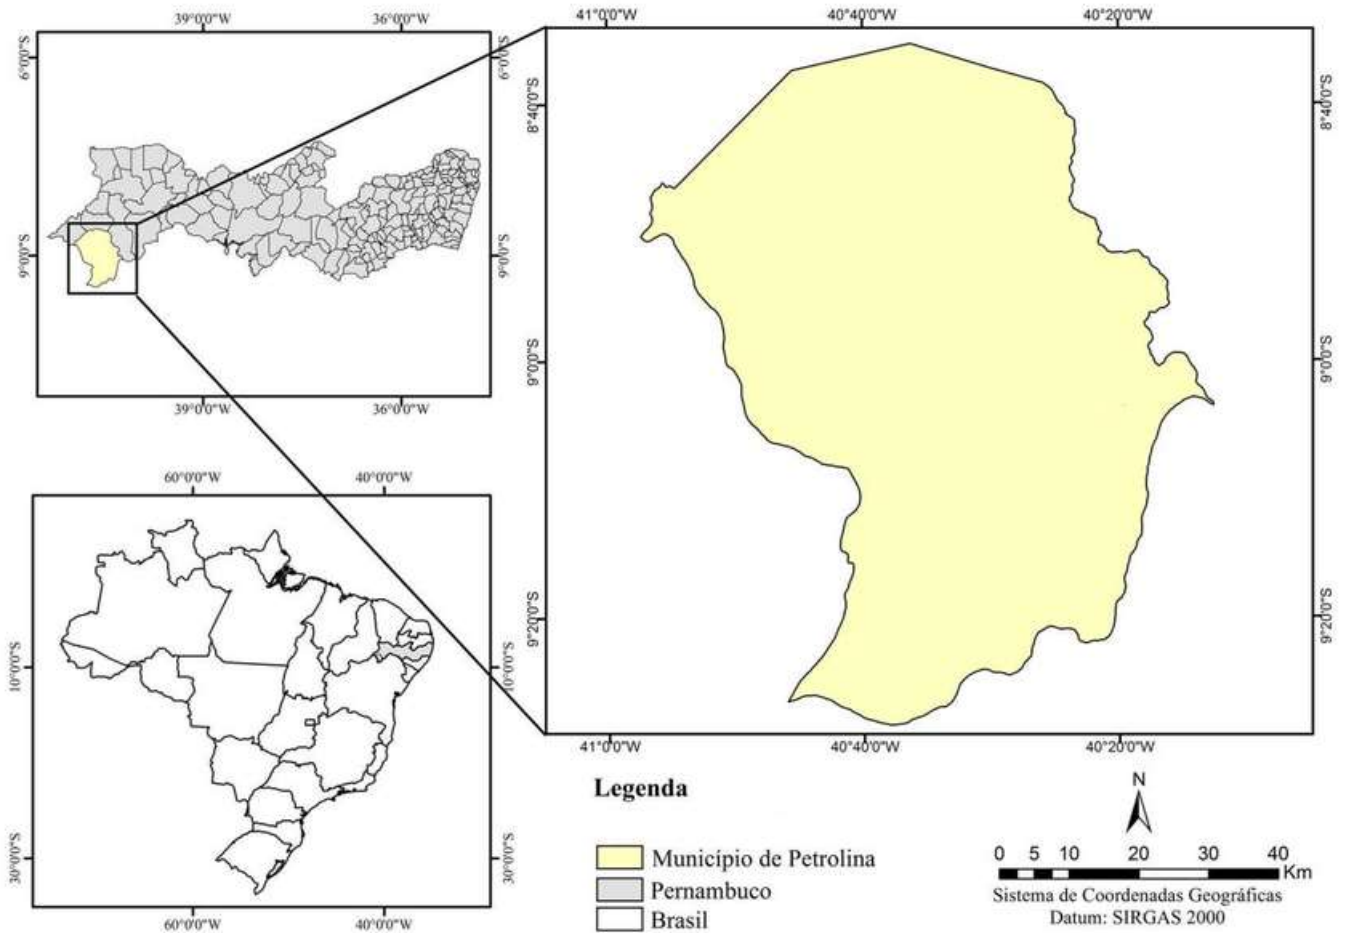 39°0'0"W 36°0'0"W
6°0'0"S 6°0'0"S
9°0'0"S 9°0'0"S
39°0'0"W 36°0'0"W
41°0'0"W 40°40'0"W 40°20'0"W
8°40'0"S 8°40'0"S
9°0'0"S 9°0'0"S
9°20'0"S 9°20'0"S
41°0'0"W 40°40'0"W 40°20'0"W
60°0'0"W 40°0'0"W
10°0'0"S 10°0'0"S
30°0'0"S 30°0'0"S
60°0'0"W 40°0'0"W
Legenda
Município de Petrolina
Pernambuco
Brasil
N
0 5 10 20 30 40
Km
Sistema de Coordenadas Geográficas
Datum: SIRGAS 2000